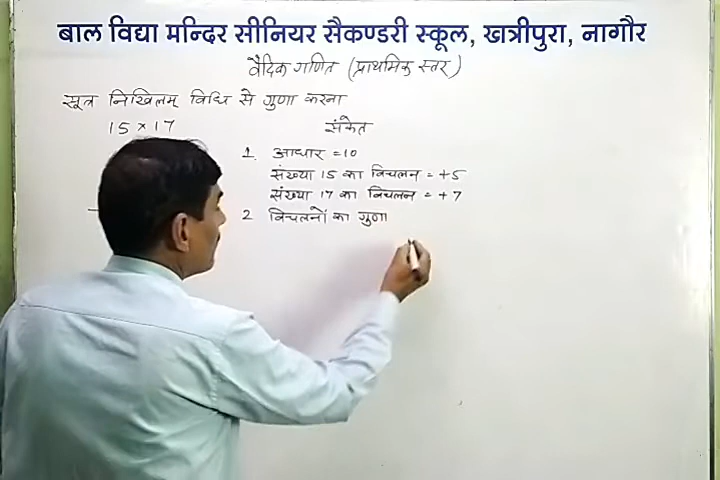 बाल विद्या मन्दिर सीनियर सैकण्डरी स्कूल, खत्रीपुरा, नागौर
वैदिक गणित (प्राथमिक स्तर)
सूत्र निखिलम् विधि से गुणा करना
15 × 17
संकेत
1. आधार = 10
संख्या 15 का विचलन = +5
संख्या 17 का विचलन = +7
2 विचलनों का गुणा